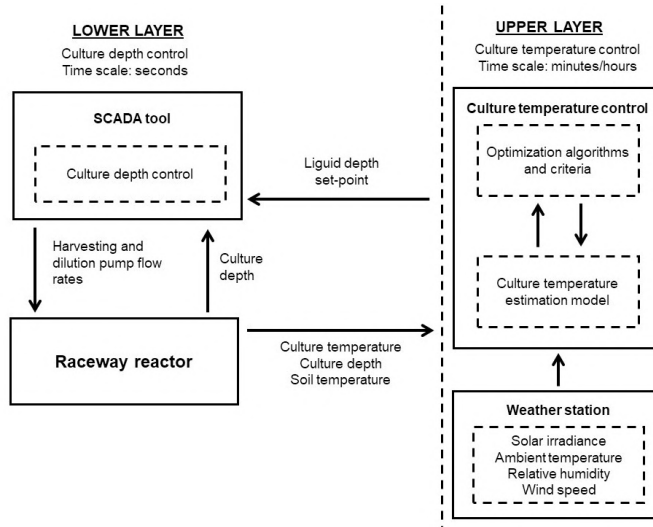 LOWER LAYER
Culture depth control
Time scale: seconds
SCADA tool
Culture depth control
Harvesting and
dilution pump flow
rates
Culture
depth
Raceway reactor
Liguid depth
set-point
Culture temperature
Culture depth
Soil temperature
UPPER LAYER
Culture temperature control
Time scale: minutes/hours
Culture temperature control
Optimization algorithms
and criteria
Culture temperature
estimation model
Weather station
Solar irradiance
Ambient temperature
Relative humidity
Wind speed